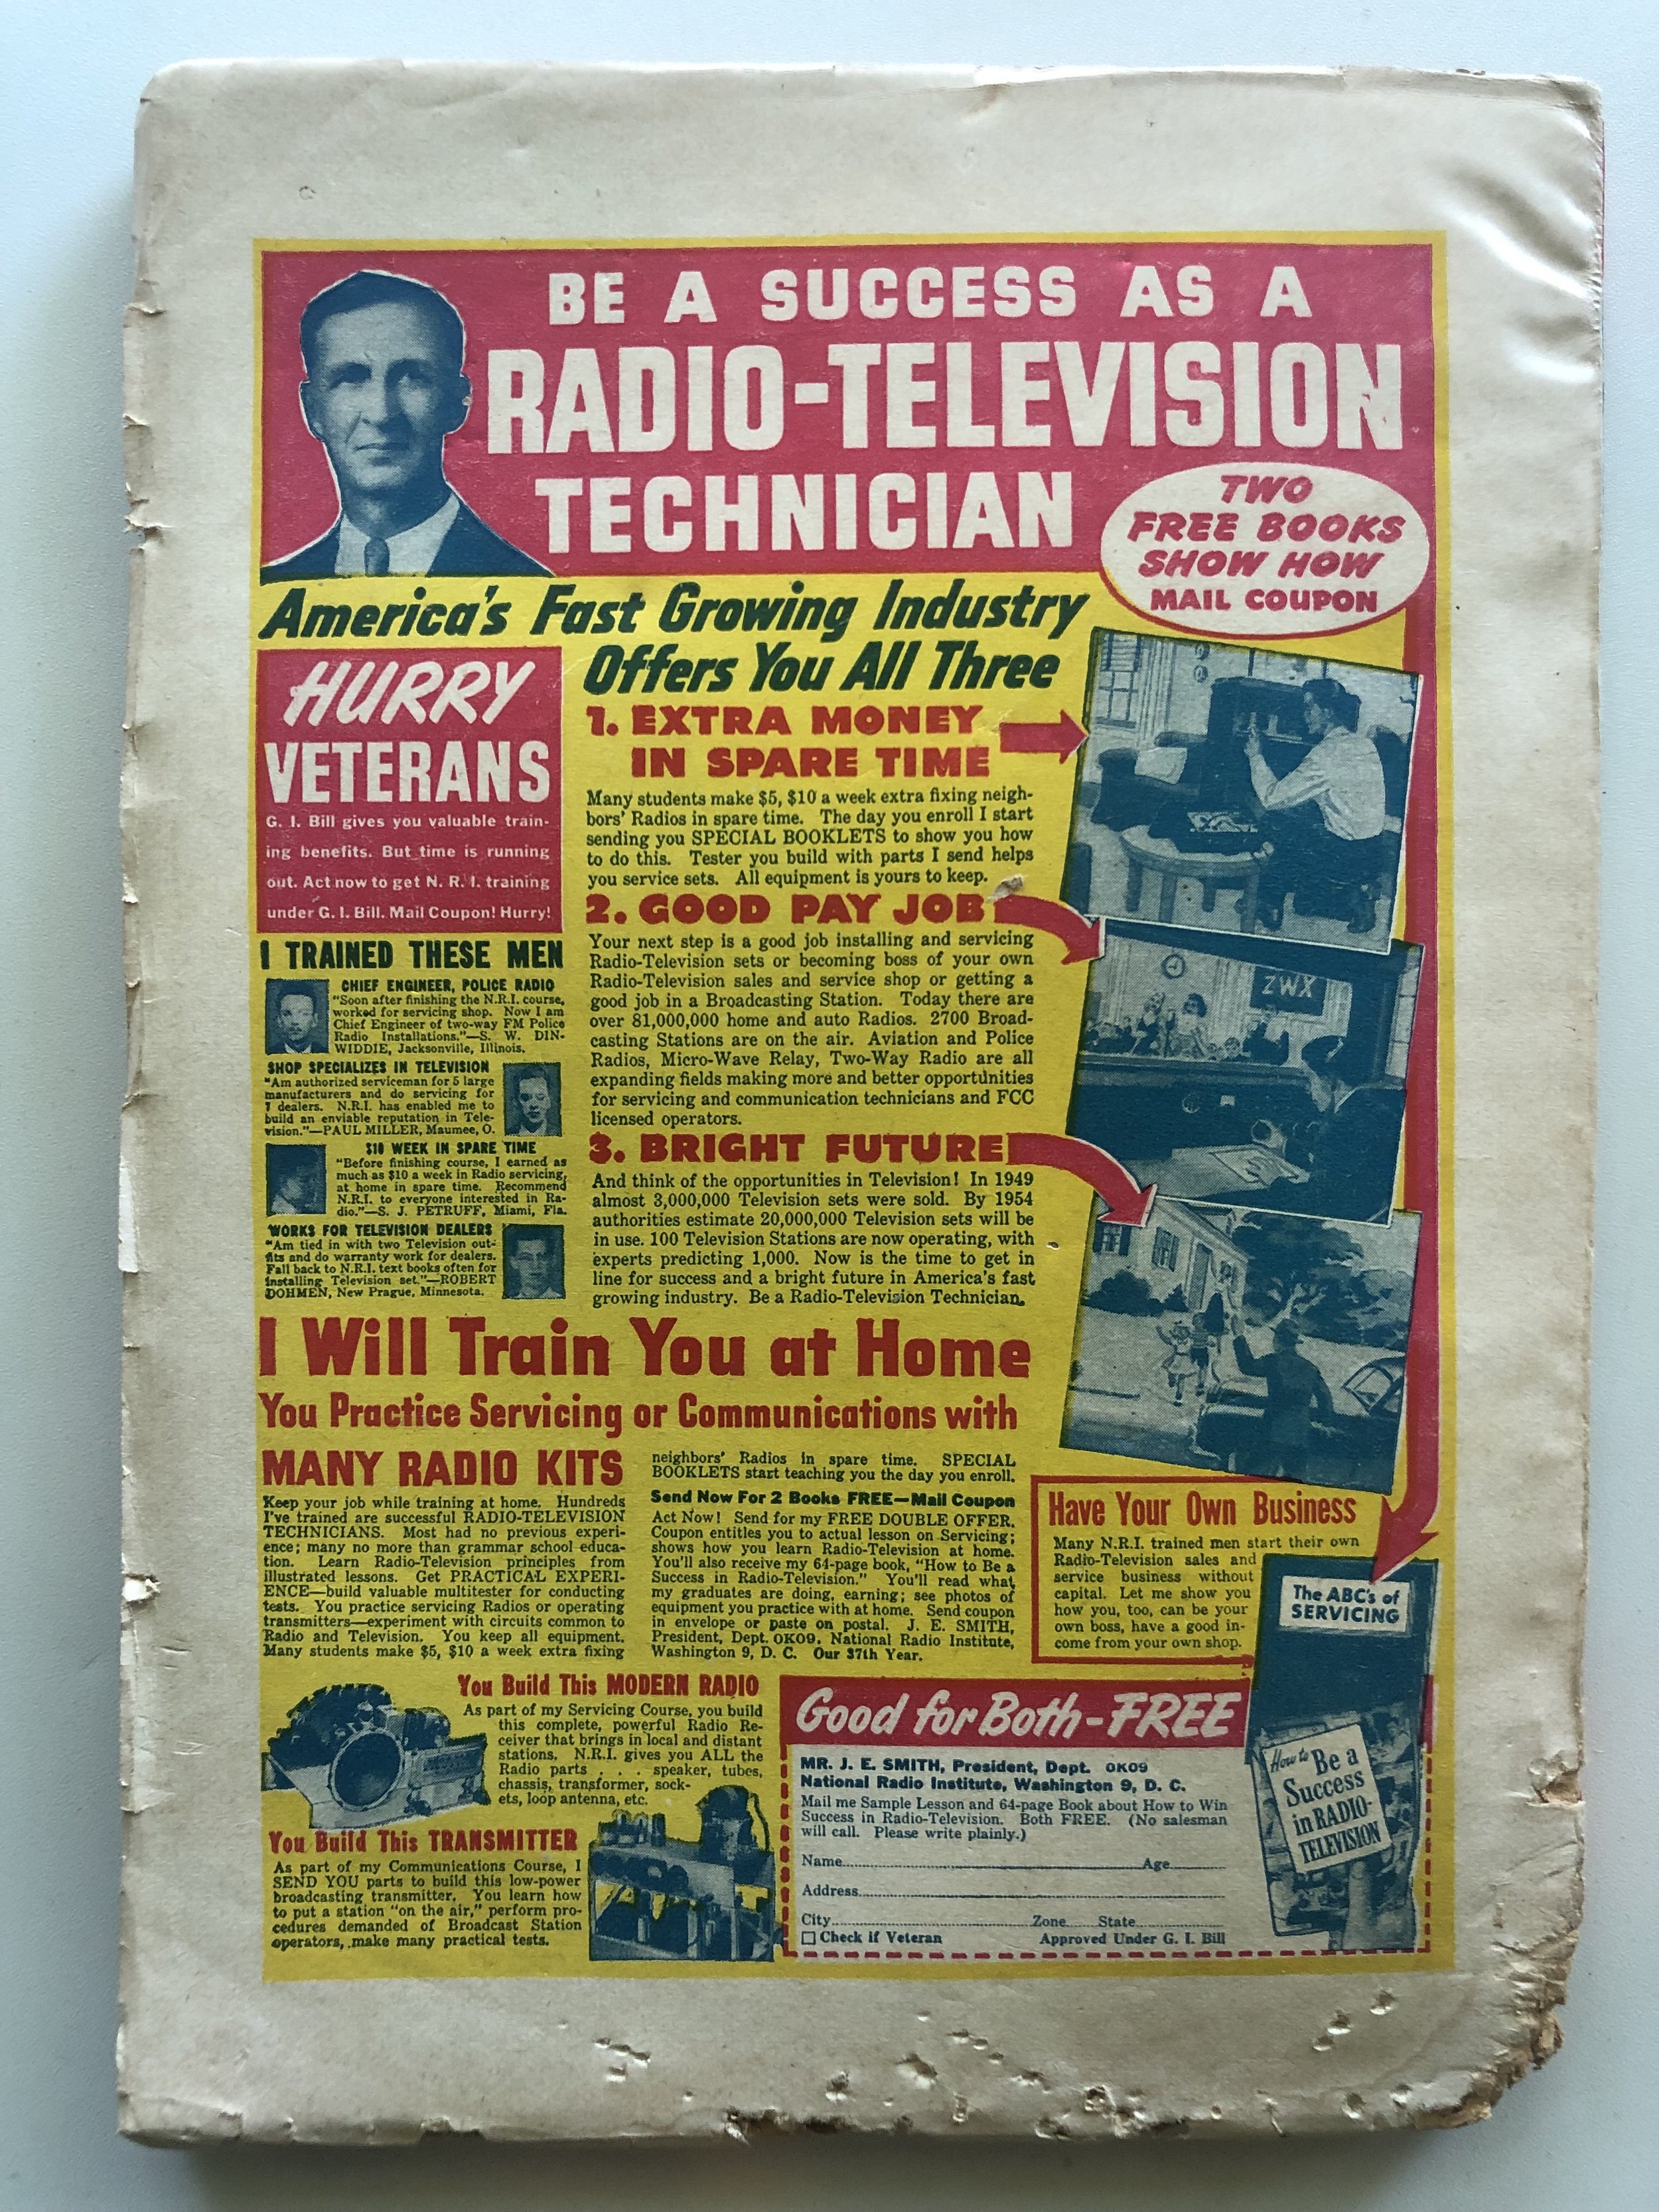 BE A SUCCESS AS A
RADIO-TELEVISION
TECHNICIAN
TWO
FREE BOOKS
SHOW HOW
MAIL COUPON
America's Fast Growing Industry
Offers You All Three
HURRY
VETERANS
G. I. Bill gives you valuable train-
ing benefits. But time is running
out. Act now to get N. R. I. training
under G. I. Bill. Mail Coupon! Hurry!
I TRAINED THESE MEN
CHIEF ENGINEER, POLICE RADIO
"Soon after finishing the N.R.I. course,
worked for servicing shop. Now I am
Chief Engineer of two-way FM Police
Radio Installations."—S. W. DIN-
WIDDIE, Jacksonville, Illinois.
SHOP SPECIALIZES IN TELEVISION
"Am authorized serviceman for 5 large
manufacturers and do servicing for
7 dealers. N.R.I. has enabled me to
build an enviable reputation in Tele-
vision."—PAUL MILLER, Maumee, O.
$10 WEEK IN SPARE TIME
"Before finishing course, I earned as
much as $10 a week in Radio servicing,
at home in spare time. Recommend
N.R.I. to everyone interested in Ra-
dio."—S. J. PETRUFF, Miami, Fla.
WORKS FOR TELEVISION DEALERS
"Am tied in with two Television out-
fits and do warranty work for dealers.
Fall back to N.R.I. text books often for
installing Television set."—ROBERT
DOHMEN, New Prague, Minnesota.
1. EXTRA MONEY
IN SPARE TIME
Many students make $5, $10 a week extra fixing neigh-
bors' Radios in spare time. The day you enroll I start
sending you SPECIAL BOOKLETS to show you how
to do this. Tester you build with parts I send helps
you service sets. All equipment is yours to keep.
2. GOOD PAY JOB
Your next step is a good job installing and servicing
Radio-Television sets or becoming boss of your own
Radio-Television sales and service shop or getting a
good job in a Broadcasting Station. Today there are
over 81,000,000 home and auto Radios. 2700 Broad-
casting Stations are on the air. Aviation and Police
Radios, Micro-Wave Relay, Two-Way Radio are all
expanding fields making more and better opportunities
for servicing and communication technicians and FCC
licensed operators.
3. BRIGHT FUTURE
And think of the opportunities in Television! In 1949
almost 3,000,000 Television sets were sold. By 1954
authorities estimate 20,000,000 Television sets will be
in use. 100 Television Stations are now operating, with
experts predicting 1,000. Now is the time to get in
line for success and a bright future in America's fast
growing industry. Be a Radio-Television Technician.
ZWX
I Will Train You at Home
You Practice Servicing or Communications with
MANY RADIO KITS
Keep your job while training at home. Hundreds
I've trained are successful RADIO-TELEVISION
TECHNICIANS. Most had no previous experi-
ence; many no more than grammar school educa-
tion. Learn Radio-Television principles from
illustrated lessons. Get PRACTICAL EXPERI-
ENCE—build valuable multitester for conducting
tests. You practice servicing Radios or operating
transmitters—experiment with circuits common to
Radio and Television. You keep all equipment.
Many students make $5, $10 a week extra fixing
neighbors' Radios in spare time. SPECIAL
BOOKLETS start teaching you the day you enroll.
Send Now For 2 Books FREE—Mail Coupon
Act Now! Send for my FREE DOUBLE OFFER.
Coupon entitles you to actual lesson on Servicing;
shows how you learn Radio-Television at home.
You'll also receive my 64-page book, "How to Be a
Success in Radio-Television." You'll read what
my graduates are doing, earning; see photos of
equipment you practice with at home. Send coupon
in envelope or paste on postal. J. E. SMITH,
President, Dept. OK09, National Radio Institute,
Washington 9, D. C. Our 37th Year.
Have Your Own Business
Many N.R.I. trained men start their own
Radio-Television sales and
service business without
capital. Let me show you
how you, too, can be your
own boss, have a good in-
come from your own shop.
The ABC's of
SERVICING
How to Be a
Success
in RADIO-
TELEVISION
You Build This MODERN RADIO
As part of my Servicing Course, you build
this complete, powerful Radio Re-
ceiver that brings in local and distant
stations. N.R.I. gives you ALL the
Radio parts . . . speaker, tubes,
chassis, transformer, sock-
ets, loop antenna, etc.
You Build This TRANSMITTER
As part of my Communications Course, I
SEND YOU parts to build this low-power
broadcasting transmitter. You learn how
to put a station "on the air," perform pro-
cedures demanded of Broadcast Station
operators, make many practical tests.
Good for Both-FREE
MR. J. E. SMITH, President, Dept. OK09
National Radio Institute, Washington 9, D. C.
Mail me Sample Lesson and 64-page Book about How to Win
Success in Radio-Television. Both FREE. (No salesman
will call. Please write plainly.)
Name Age
Address
City Zone State
Check if Veteran Approved Under G. I. Bill